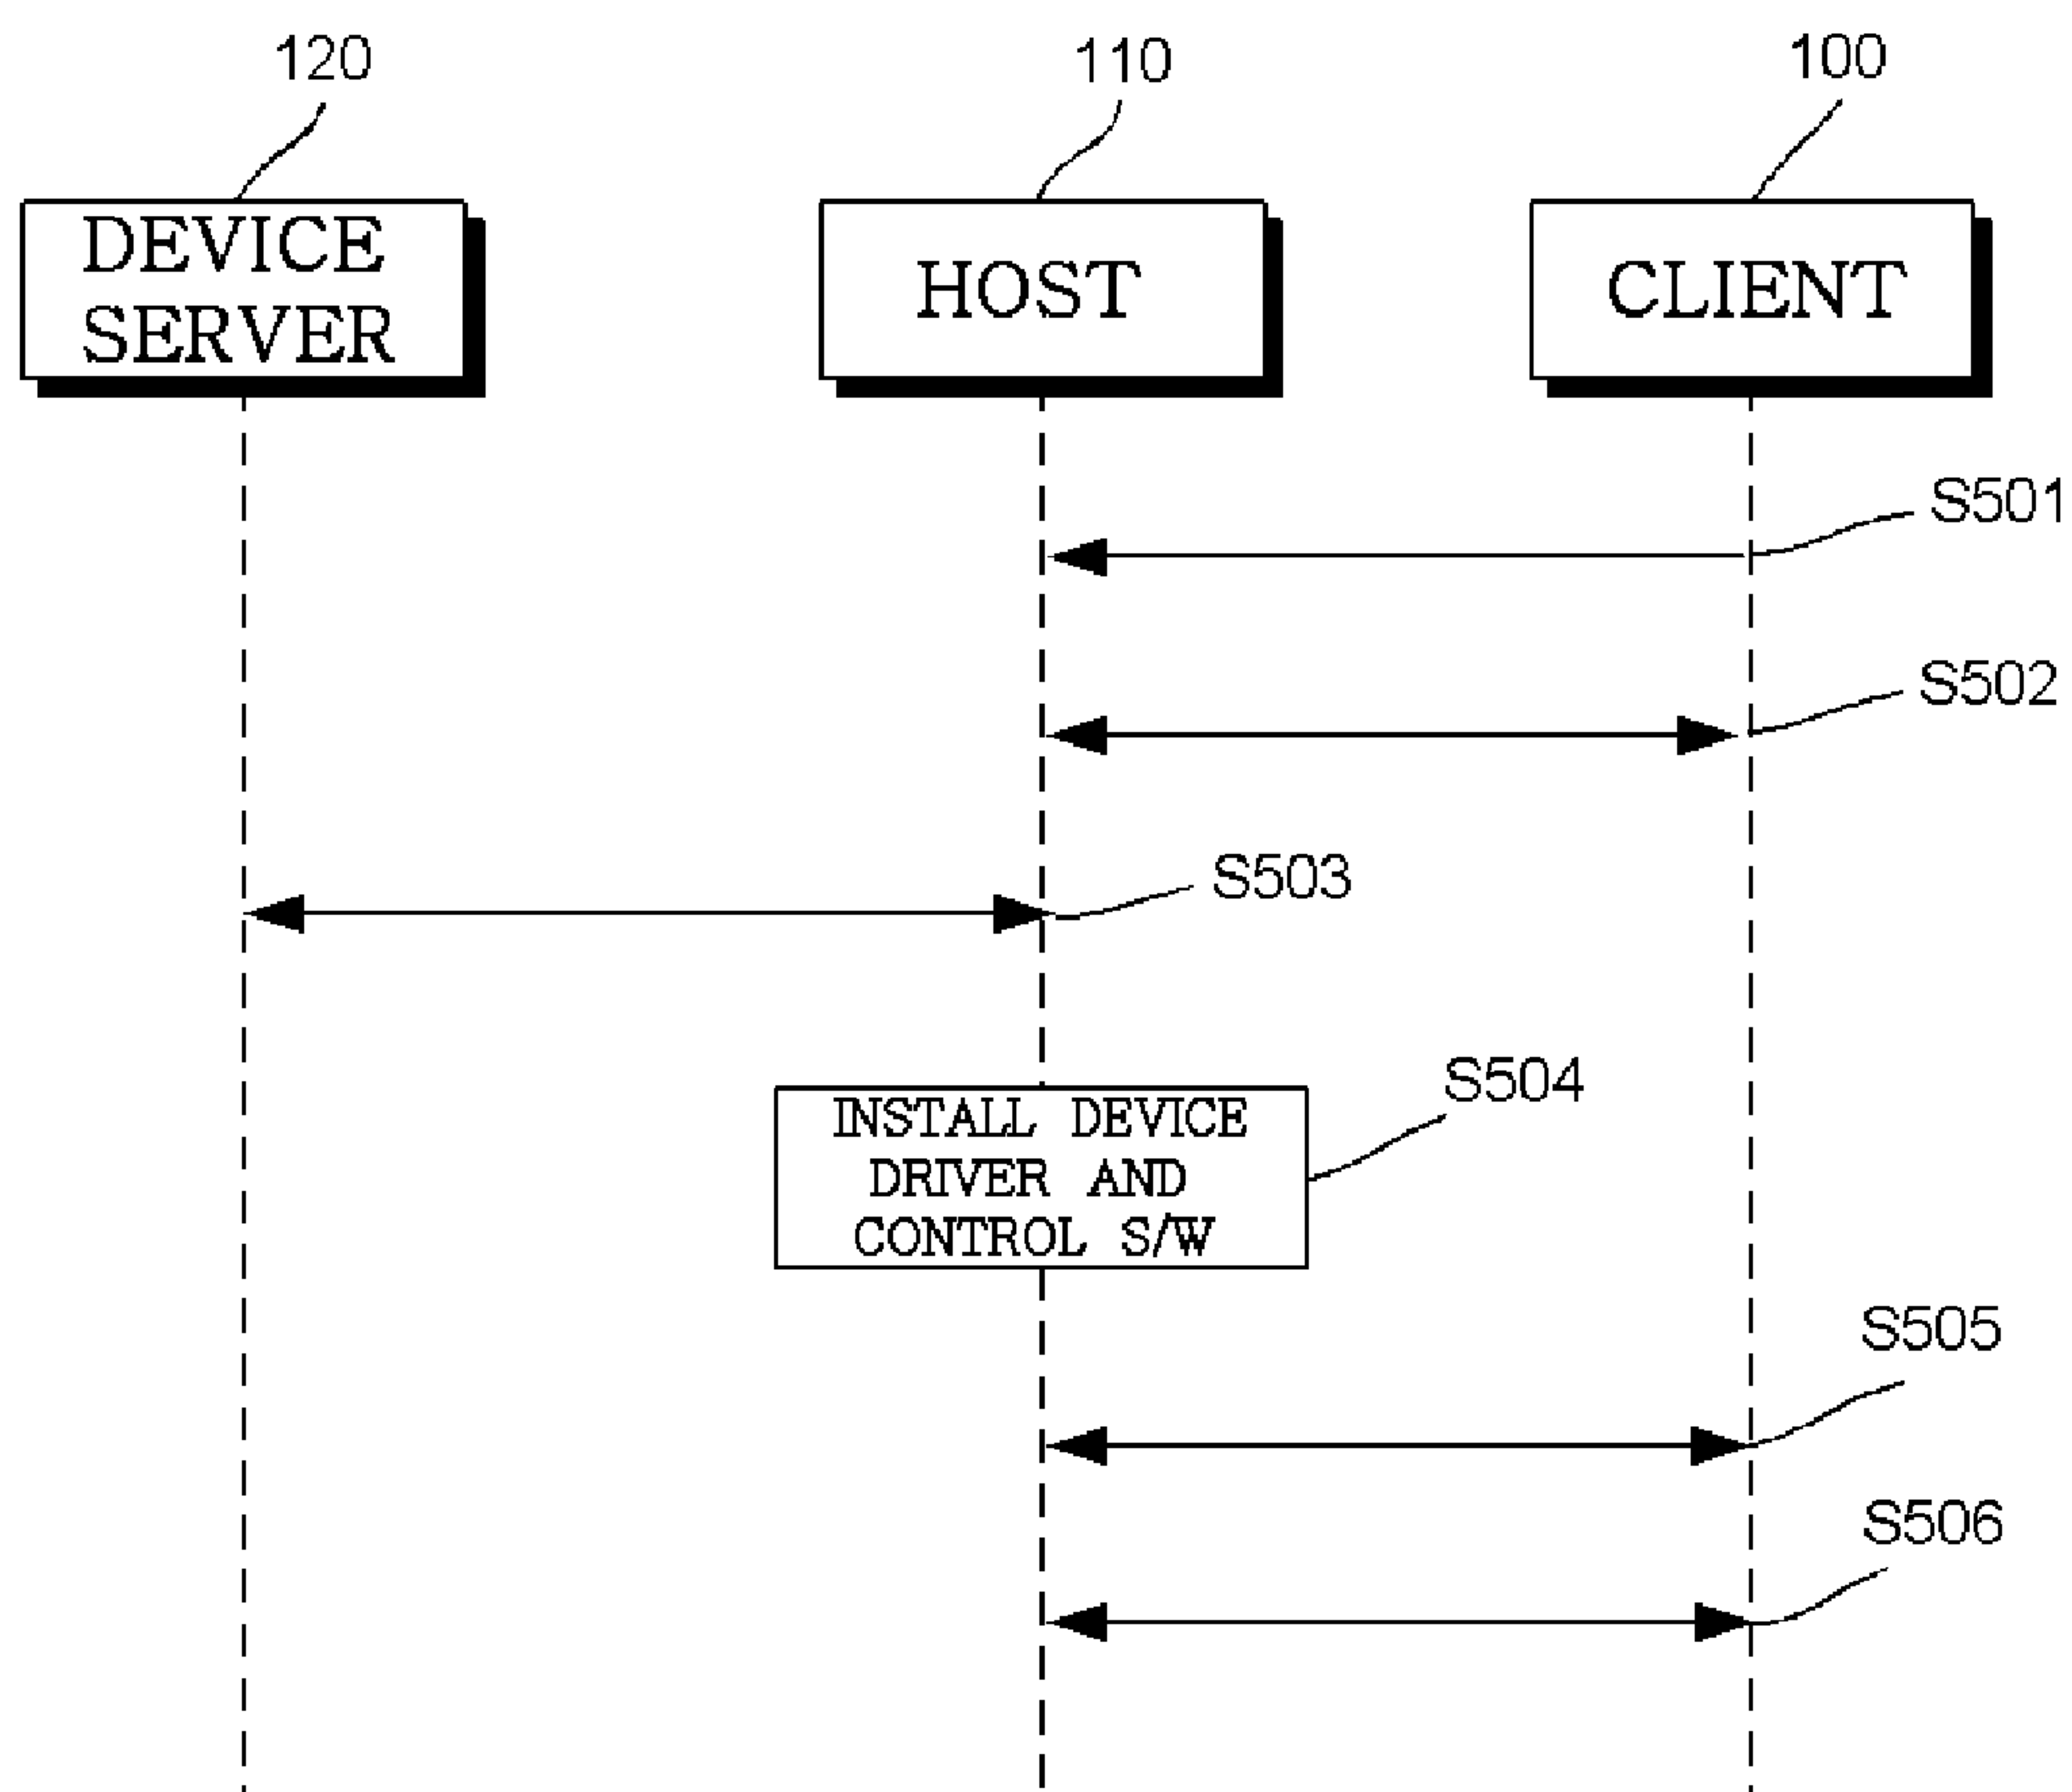 120
110
100
DEVICE
SERVER
HOST
CLIENT
S501
S502
S503
S504
INSTALL DEVICE
DRIVER AND
CONTROL S/W
S505
S506